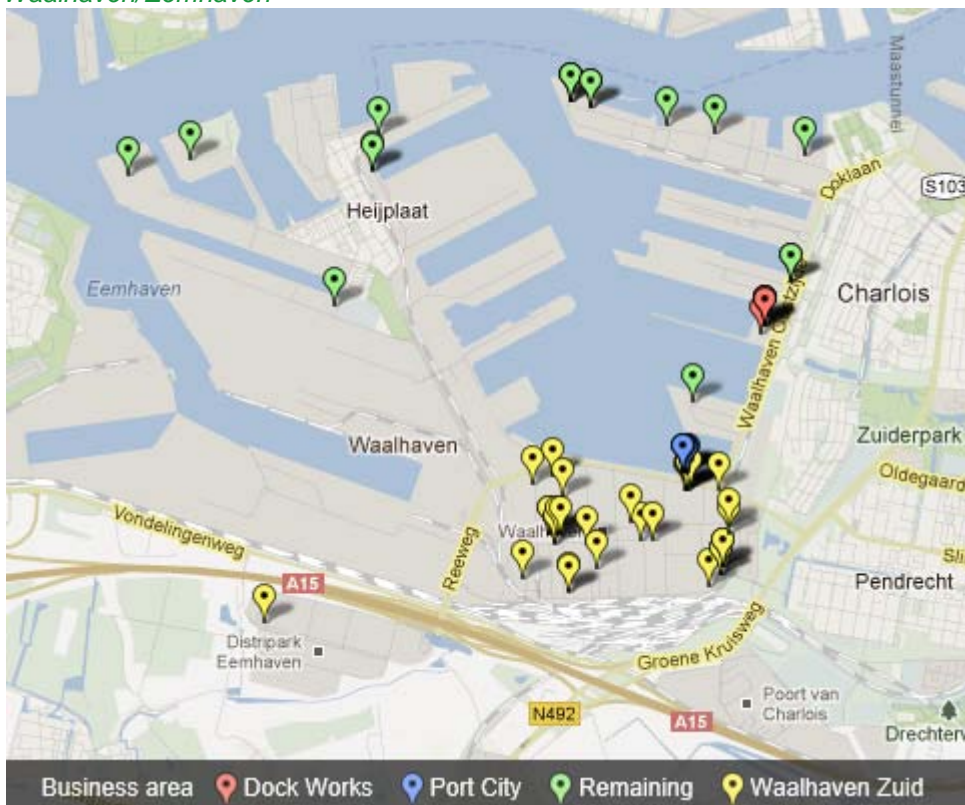 Waalhaven/Eemhaven
Maastunnel
Doklaan
S103
Heijplaat
Eemhaven
Charlois
Waalhaven
Zuiderpark
Oldegaard
Vondelingenweg
Reeweg
A15
Pendrecht
Distripark
Eemhaven
Groene Kruisweg
N492
A15
Poort van
Charlois
Business area Dock Works Port City Remaining Waalhaven Zuid